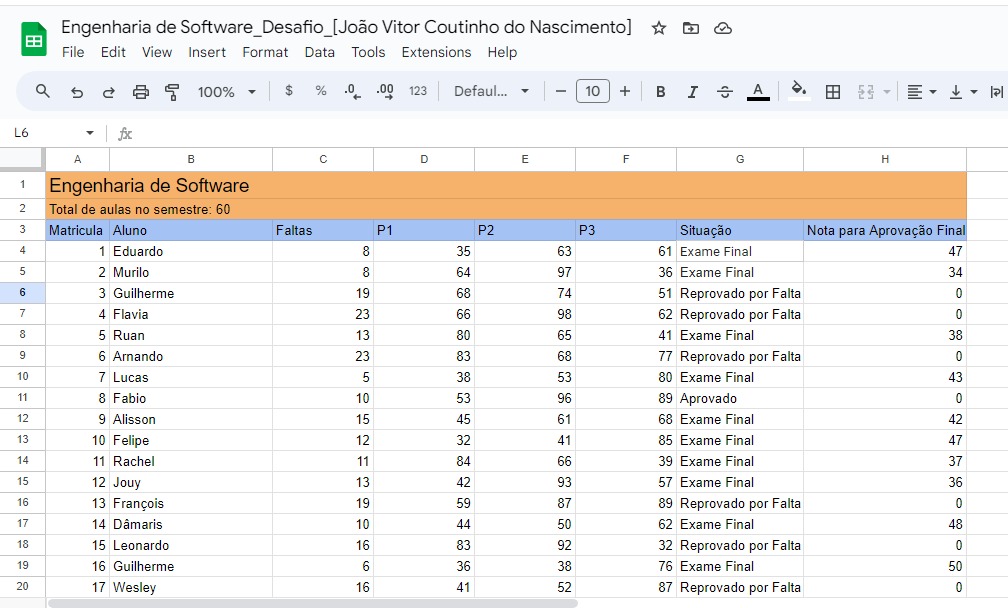 Engenharia de Software_Desafio_[João Vitor Coutinho do Nascimento]
File Edit View Insert Format Data Tools Extensions Help
100% $ % .0 .00 123 Defaul... 10 B I A
L6 fx
A B C D E F G H
1 Engenharia de Software
2 Total de aulas no semestre: 60
3 Matricula Aluno Faltas P1 P2 P3 Situação Nota para Aprovação Final
4 1 Eduardo 8 35 63 61 Exame Final 47
5 2 Murilo 8 64 97 36 Exame Final 34
6 3 Guilherme 19 68 74 51 Reprovado por Falta 0
7 4 Flavia 23 66 98 62 Reprovado por Falta 0
8 5 Ruan 13 80 65 41 Exame Final 38
9 6 Arnando 23 83 68 77 Reprovado por Falta 0
10 7 Lucas 5 38 53 80 Exame Final 43
11 8 Fabio 10 53 96 89 Aprovado 0
12 9 Alisson 15 45 61 68 Exame Final 42
13 10 Felipe 12 32 41 85 Exame Final 47
14 11 Rachel 11 84 66 39 Exame Final 37
15 12 Jouy 13 42 93 57 Exame Final 36
16 13 François 19 59 87 89 Reprovado por Falta 0
17 14 Dâmaris 10 44 50 62 Exame Final 48
18 15 Leonardo 16 83 92 32 Reprovado por Falta 0
19 16 Guilherme 6 36 38 76 Exame Final 50
20 17 Wesley 16 41 52 87 Reprovado por Falta 0